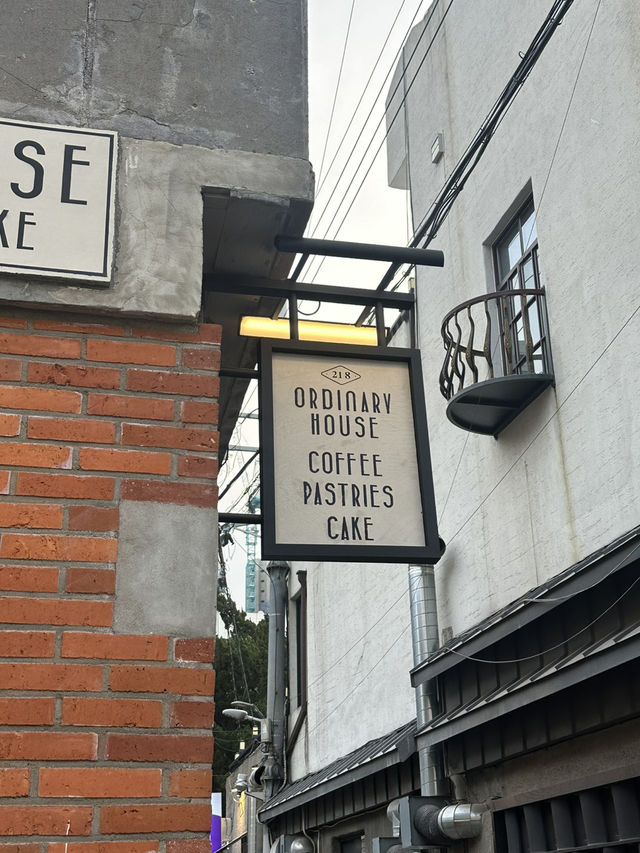 SE
KE
218
ORDINARY
HOUSE
COFFEE
PASTRIES
CAKE